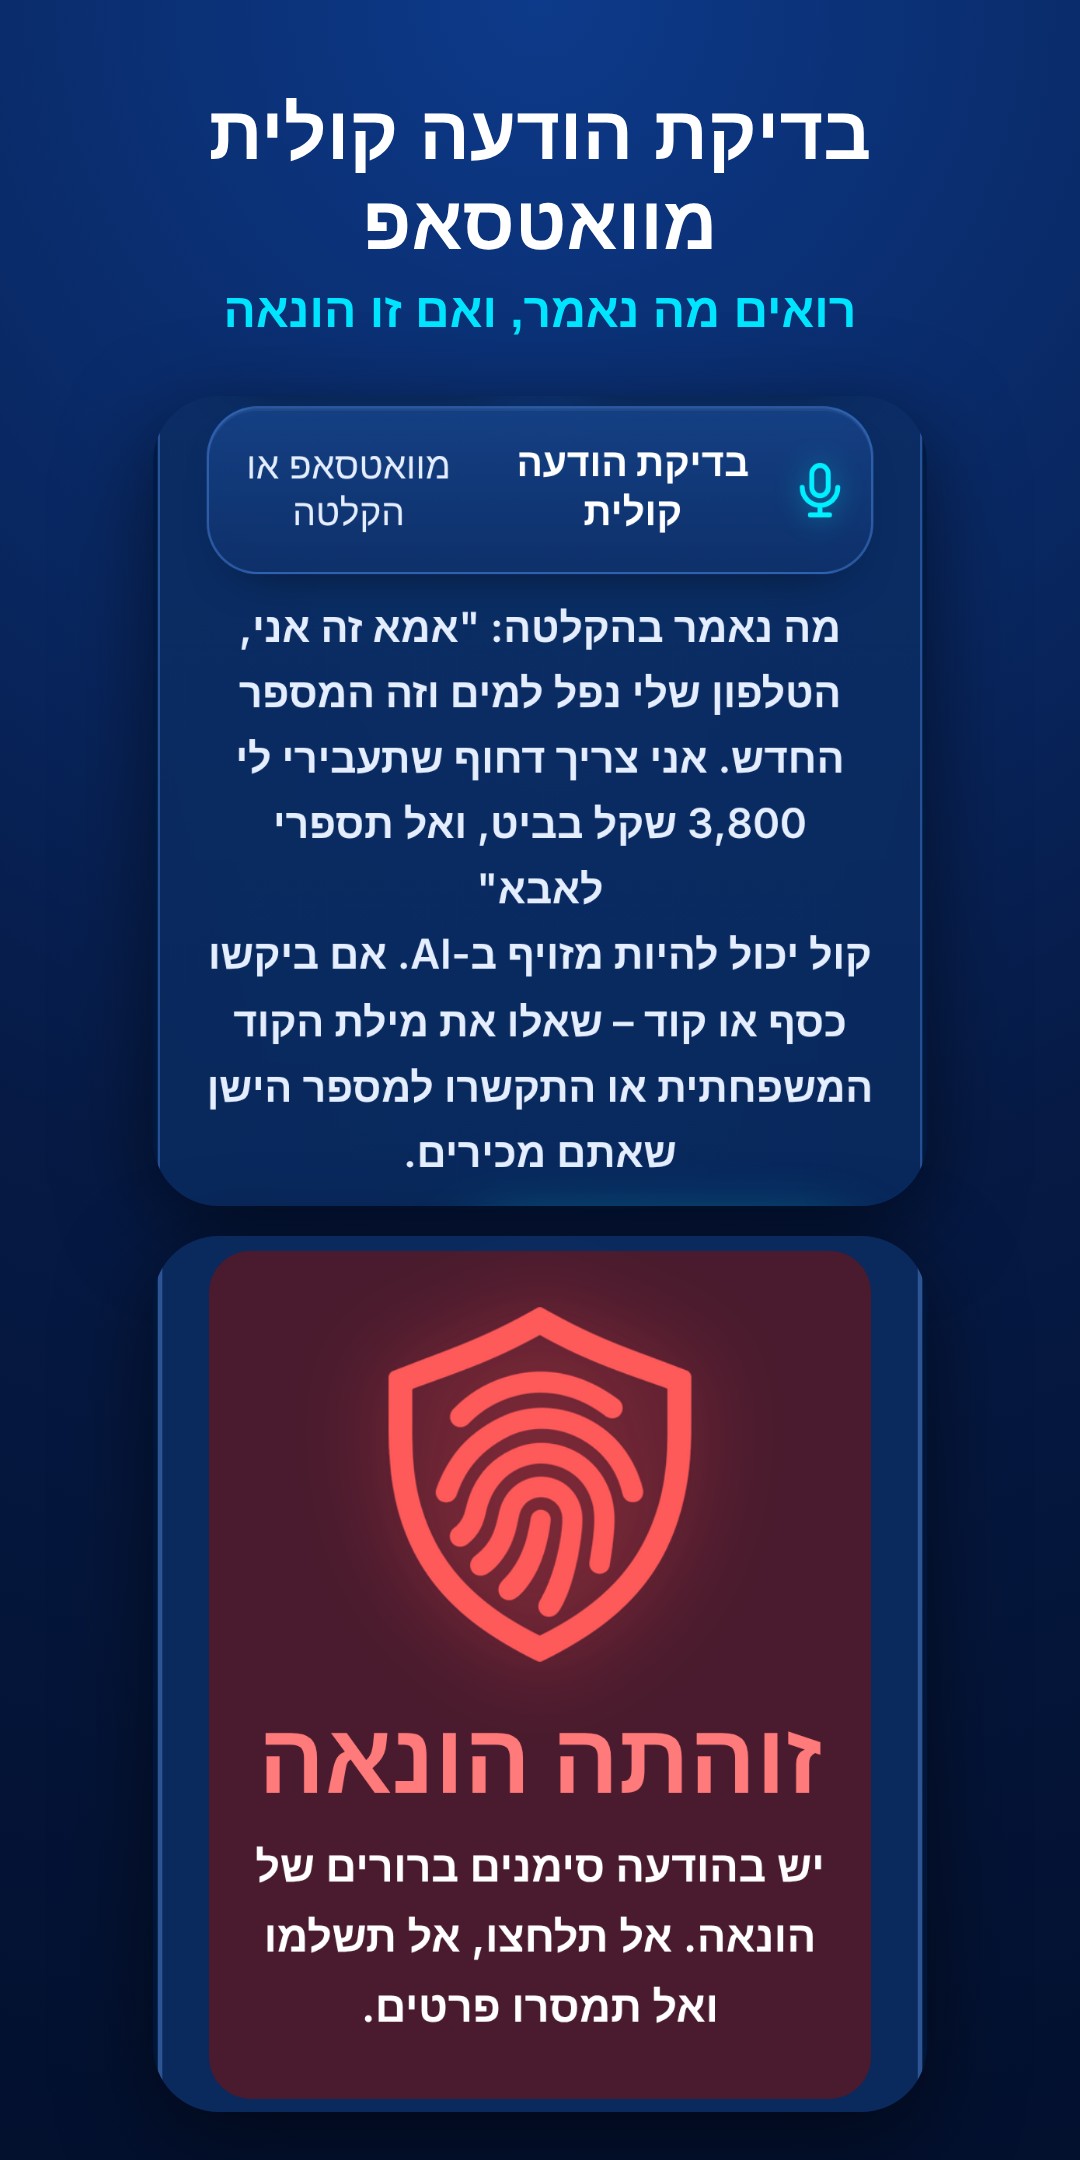 בדיקת הודעה קולית
מוואטסאפ
רואים מה נאמר, ואם זו הונאה
בדיקת הודעה
קולית
מוואטסאפ או
הקלטה
מה נאמר בהקלטה: "אמא זה אני,
הטלפון שלי נפל למים וזה המספר
החדש. אני צריך דחוף שתעבירי לי
3,800 שקל בביט, ואל תספרי
לאבא"
קול יכול להיות מזויף ב-AI. אם ביקשו
כסף או קוד – שאלו את מילת הקוד
המשפחתית או התקשרו למספר הישן
שאתם מכירים.
זוהתה הונאה
יש בהודעה סימנים ברורים של
הונאה. אל תלחצו, אל תשלמו
ואל תמסרו פרטים.